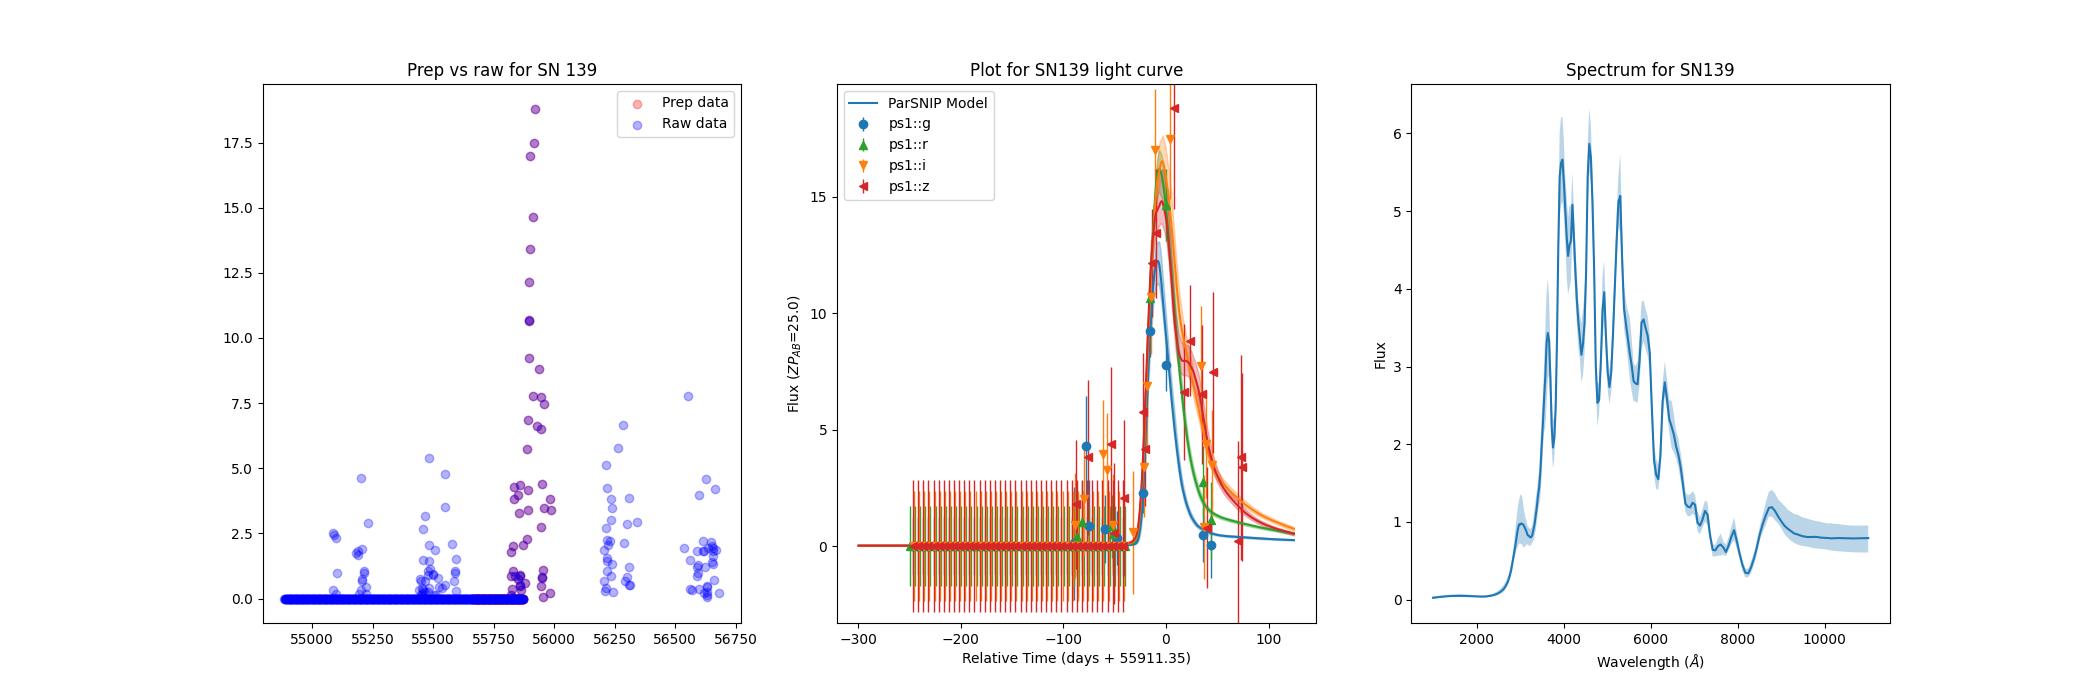 Prep vs raw for SN 139
Prep data
Raw data
17.5
15.0
12.5
10.0
7.5
5.0
2.5
0.0
55000
55250
55500
55750
56000
56250
56500
56750
Plot for SN139 light curve
ParSNIP Model
ps1::g
ps1::r
ps1::i
ps1::z
Flux (ZP_AB=25.0)
15
10
5
0
−300
−200
−100
0
100
Relative Time (days + 55911.35)
Spectrum for SN139
Flux
6
5
4
3
2
1
0
2000
4000
6000
8000
10000
Wavelength (Å)